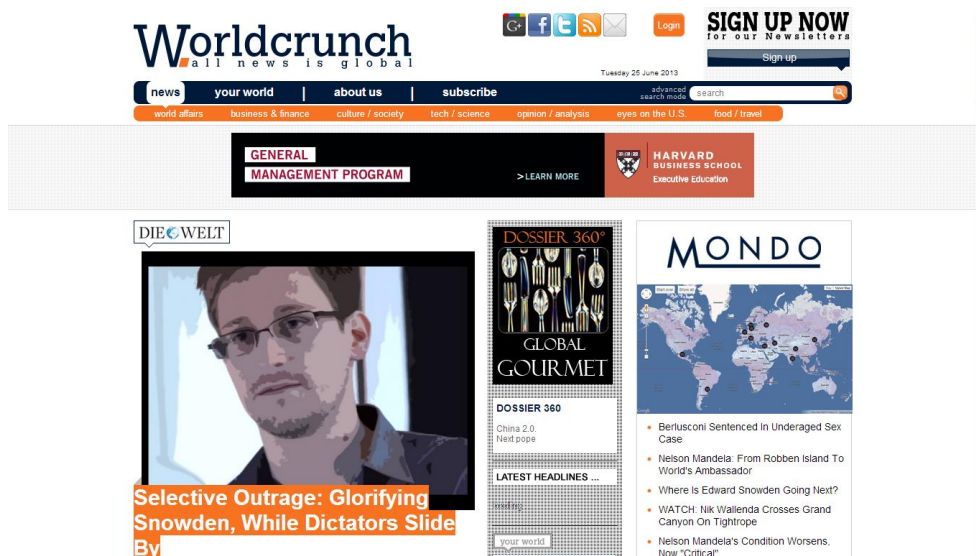 Worldcrunch
all news is global
G+ f t
Login
SIGN UP NOW
for our Newsletters
Sign up
Tuesday 25 June 2013
news
your world | about us | subscribe
advanced
search mode
search
world affairs
business & finance
culture / society
tech / science
opinion / analysis
eyes on the U.S.
food / travel
GENERAL
MANAGEMENT PROGRAM
>LEARN MORE
HARVARD
BUSINESS SCHOOL
Executive Education
DIE WELT
Selective Outrage: Glorifying
Snowden, While Dictators Slide
By
DOSSIER 360°
GLOBAL
GOURMET
DOSSIER 360
China 2.0.
Next pope
LATEST HEADLINES ...
your world
MONDO
Berlusconi Sentenced In Underaged Sex
Case
Nelson Mandela: From Robben Island To
World's Ambassador
Where Is Edward Snowden Going Next?
WATCH: Nik Wallenda Crosses Grand
Canyon On Tightrope
Nelson Mandela's Condition Worsens,
Now "Critical"